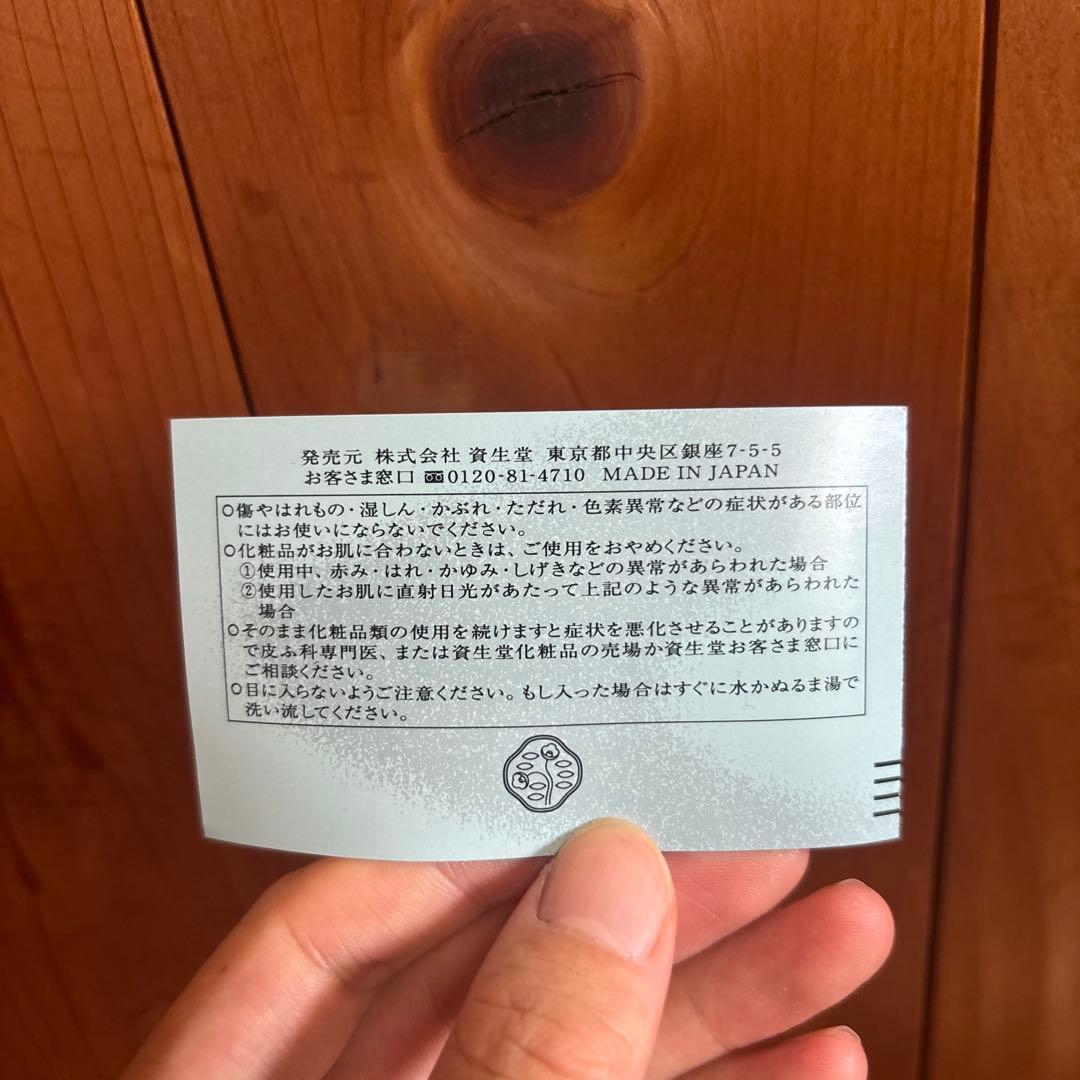 発売元 株式会社 資生堂 東京都中央区銀座7-5-5
お客さま窓口 0120-81-4710 MADE IN JAPAN
○傷やはれもの・湿しん・かぶれ・ただれ・色素異常などの症状がある部位
にはお使いにならないでください。
○化粧品がお肌に合わないときは、ご使用をおやめください。
①使用中、赤み・はれ・かゆみ・しげきなどの異常があらわれた場合
②使用したお肌に直射日光があたって上記のような異常があらわれた
場合
○そのまま化粧品類の使用を続けますと症状を悪化させることがありますの
で皮ふ科専門医、または資生堂化粧品の売場か資生堂お客さま窓口に
ご相談ください。
○目に入らないようご注意ください。もし入った場合はすぐに水かぬるま湯で
洗い流してください。